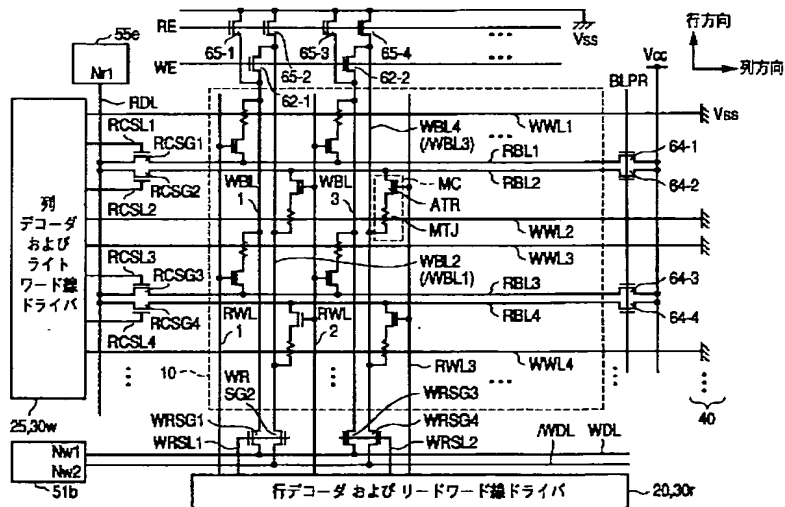 55e
Nr1
RE
WE
65-1
65-2
65-3
65-4
62-1
62-2
VSS
行方向
列方向
VCC
BLPR
RDL
RCSL1
RCSG1
RCSG2
RCSL2
RCSL3
RCSG3
RCSG4
RCSL4
列
デコーダ
および
ライト
ワード線
ドライバ
25,30w
WBL4
(/WBL3)
WWL1
VSS
RBL1
RBL2
64-1
64-2
WBL
1
WBL
3
MC
ATR
MTJ
WWL2
WWL3
WBL2
(/WBL1)
RBL3
RBL4
64-3
64-4
RWL
1
RWL
2
RWL3
WWL4
10
40
WR
SG2
WRSG1
WRSL1
WRSG3
WRSG4
WRSL2
/WDL
WDL
Nw1
Nw2
51b
行デコーダ および リードワード線ドライバ
20,30r